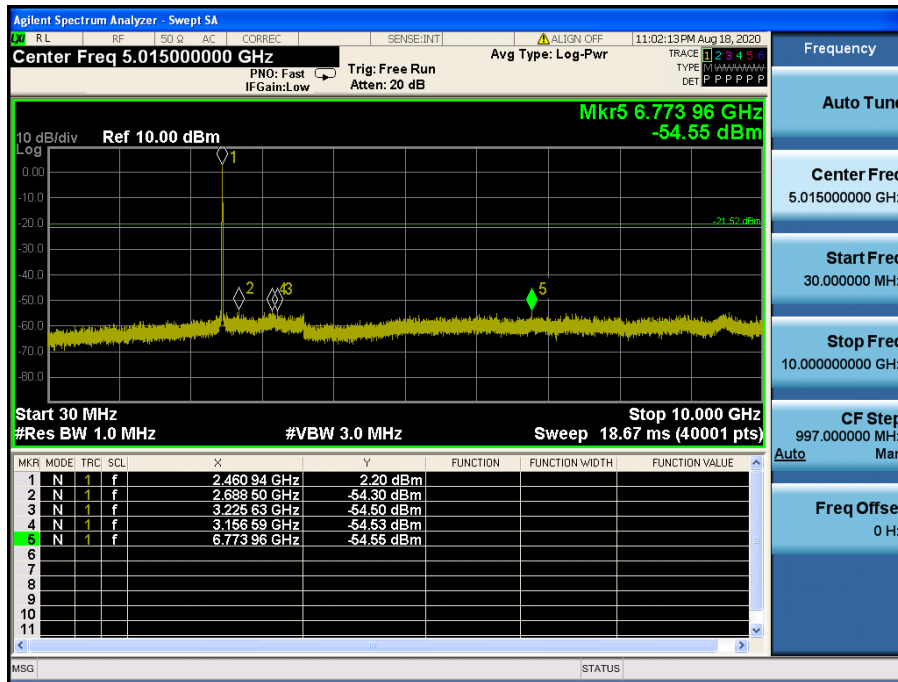 Agilent Spectrum Analyzer - Swept SA
LXI RL RF 50 Ω AC CORREC SENSE:INT ALIGN OFF 11:02:13 PM Aug 18, 2020
Center Freq 5.015000000 GHz
PNO: Fast
IFGain:Low
Trig: Free Run
Atten: 20 dB
Avg Type: Log-Pwr
TRACE 1 2 3 4 5 6
TYPE M WWWWW
DET P P P P P P
Mkr5 6.773 96 GHz
-54.55 dBm
10 dB/div Ref 10.00 dBm
Log
0.00
-10.0
-20.0
-30.0
-40.0
-50.0
-60.0
-70.0
-80.0
1
-21.52 dBm
2
4
3
5
Start 30 MHz Stop 10.000 GHz
#Res BW 1.0 MHz #VBW 3.0 MHz Sweep 18.67 ms (40001 pts)
MKR MODE TRC SCL X Y FUNCTION FUNCTION WIDTH FUNCTION VALUE
1 N 1 f 2.460 94 GHz 2.20 dBm
2 N 1 f 2.688 50 GHz -54.30 dBm
3 N 1 f 3.225 63 GHz -54.50 dBm
4 N 1 f 3.156 59 GHz -54.53 dBm
5 N 1 f 6.773 96 GHz -54.55 dBm
6
7
8
9
10
11
MSG STATUS
Frequency
Auto Tune
Center Freq
5.015000000 GHz
Start Freq
30.000000 MHz
Stop Freq
10.000000000 GHz
CF Step
997.000000 MHz
Auto Man
Freq Offset
0 Hz